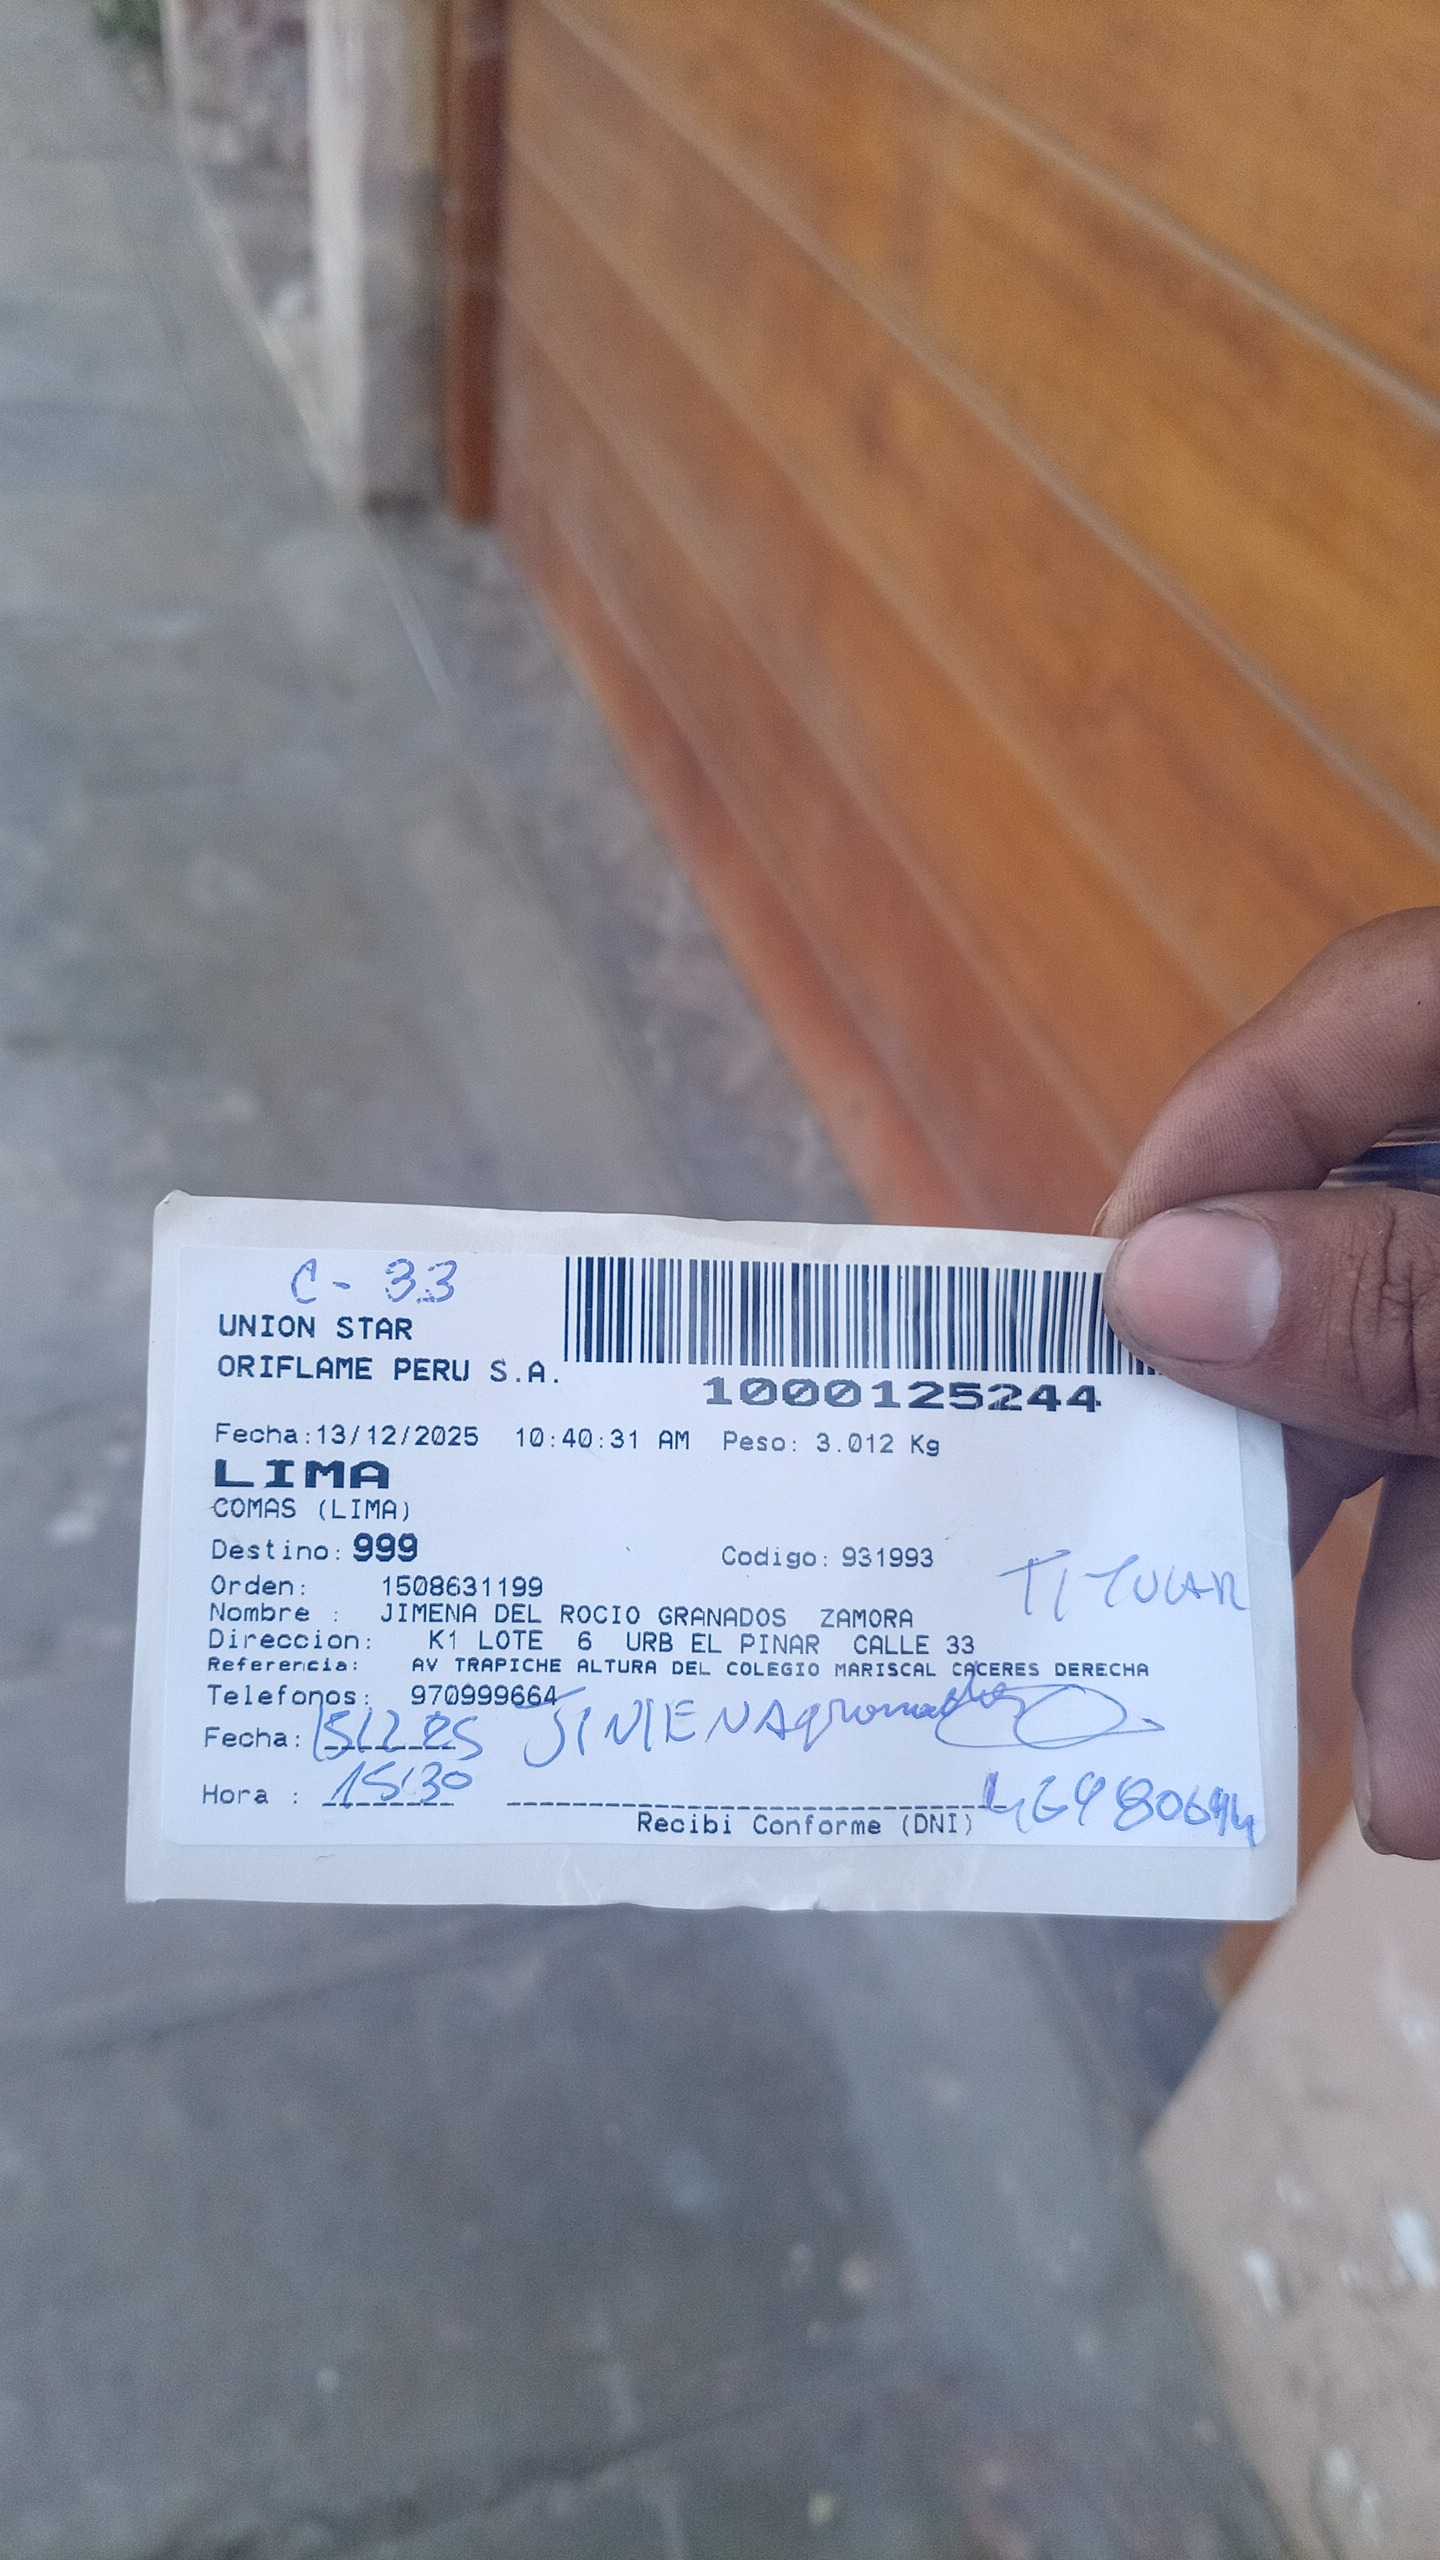 C - 33
UNION STAR
ORIFLAME PERU S.A.
1000125244
Fecha:13/12/2025 10:40:31 AM Peso: 3.012 Kg
LIMA
COMAS (LIMA)
Destino: 999 Codigo: 931993
TITULAR
Orden: 1508631199
Nombre : JIMENA DEL ROCIO GRANADOS ZAMORA
Direccion: K1 LOTE 6 URB EL PINAR CALLE 33
Referencia: AV TRAPICHE ALTURA DEL COLEGIO MARISCAL CACERES DERECHA
Telefonos: 970999664
Fecha: 15/12 25 JIMENA granados
Hora : 15:30
Recibi Conforme (DNI)